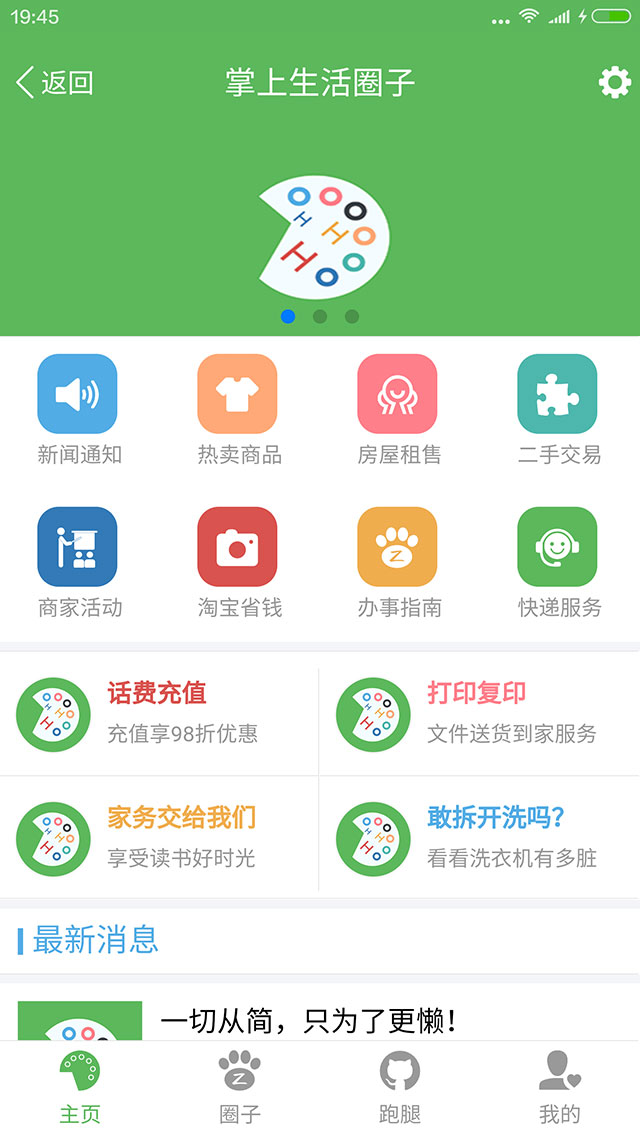 19:45
返回
掌上生活圈子
新闻通知
热卖商品
房屋租售
二手交易
商家活动
淘宝省钱
办事指南
快递服务
话费充值
充值享98折优惠
打印复印
文件送货到家服务
家务交给我们
享受读书好时光
敢拆开洗吗?
看看洗衣机有多脏
最新消息
一切从简，只为了更懒!
主页
圈子
跑腿
我的